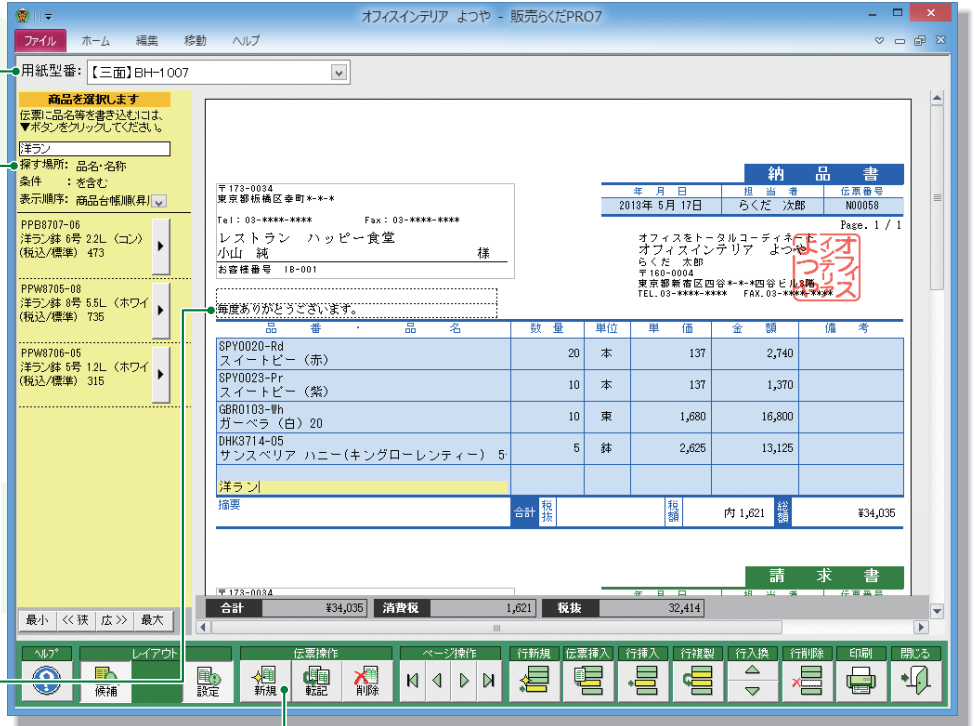 オフィスインテリア よつや - 販売らくだPRO7
ファイル ホーム 編集 移動 ヘルプ
用紙型番: 【三面】BH-1007
商品を選択します
伝票に品名等を書き込むには、
▼ボタンをクリックしてください。
洋ラン
探す場所: 品名・名称
条件 : を含む
表示順序: 商品台帳順(昇)
PPB8707-06
洋ラン鉢 6号 2.2L （コン）
(税込/標準) 473
PPW8705-08
洋ラン鉢 8号 5.5L （ホワイ
(税込/標準) 735
PPW8706-05
洋ラン鉢 5号 1.2L （ホワイ
(税込/標準) 315
最小 <<狭 広>> 最大
納 品 書
年 月 日 担 当 者 伝票番号
2013年 5月 17日 らくだ 次郎 N00058
Page. 1 / 1
〒173-0034
東京都板橋区幸町*-*-*
Tel：03-****-**** Fax：03-****-****
レストラン ハッピー食堂
小山 純 様
お客様番号 IB-001
オフィスをトータルコーディネート
オフィスインテリア よつや
らくだ 太郎
〒160-0004
東京都新宿区四谷*-*-*四谷ビル8階
TEL.03-****-**** FAX.03-****-****
オフィス
インテリア
よつや
毎度ありがとうございます。
品 番 ・ 品 名 数 量 単位 単 価 金 額 備 考
SPY0020-Rd
スイートピー（赤） 20 本 137 2,740
SPY0023-Pr
スイートピー（紫） 10 本 137 1,370
GBR0103-Wh
ガーベラ（白）20 10 束 1,680 16,800
DHK3714-05
サンスベリア ハニー(キングローレンティー) 5 5 鉢 2,625 13,125
洋ラン
摘要 合計 税抜 税額 内 1,621 総額 ¥34,035
請 求 書
〒173-0034 年 月 日 担 当 者 伝票番号
合計 ¥34,035 消費税 1,621 税抜 32,414
ヘルプ レイアウト 伝票操作 ページ操作 行新規 伝票挿入 行挿入 行複製 行入換 行削除 印刷 閉じる
候補 設定 新規 転記 削除